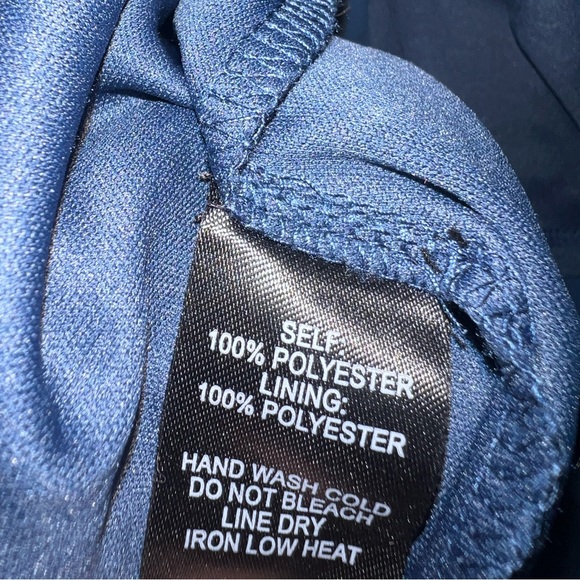 SELF:
100% POLYESTER
LINING:
100% POLYESTER
HAND WASH COLD
DO NOT BLEACH
LINE DRY
IRON LOW HEAT